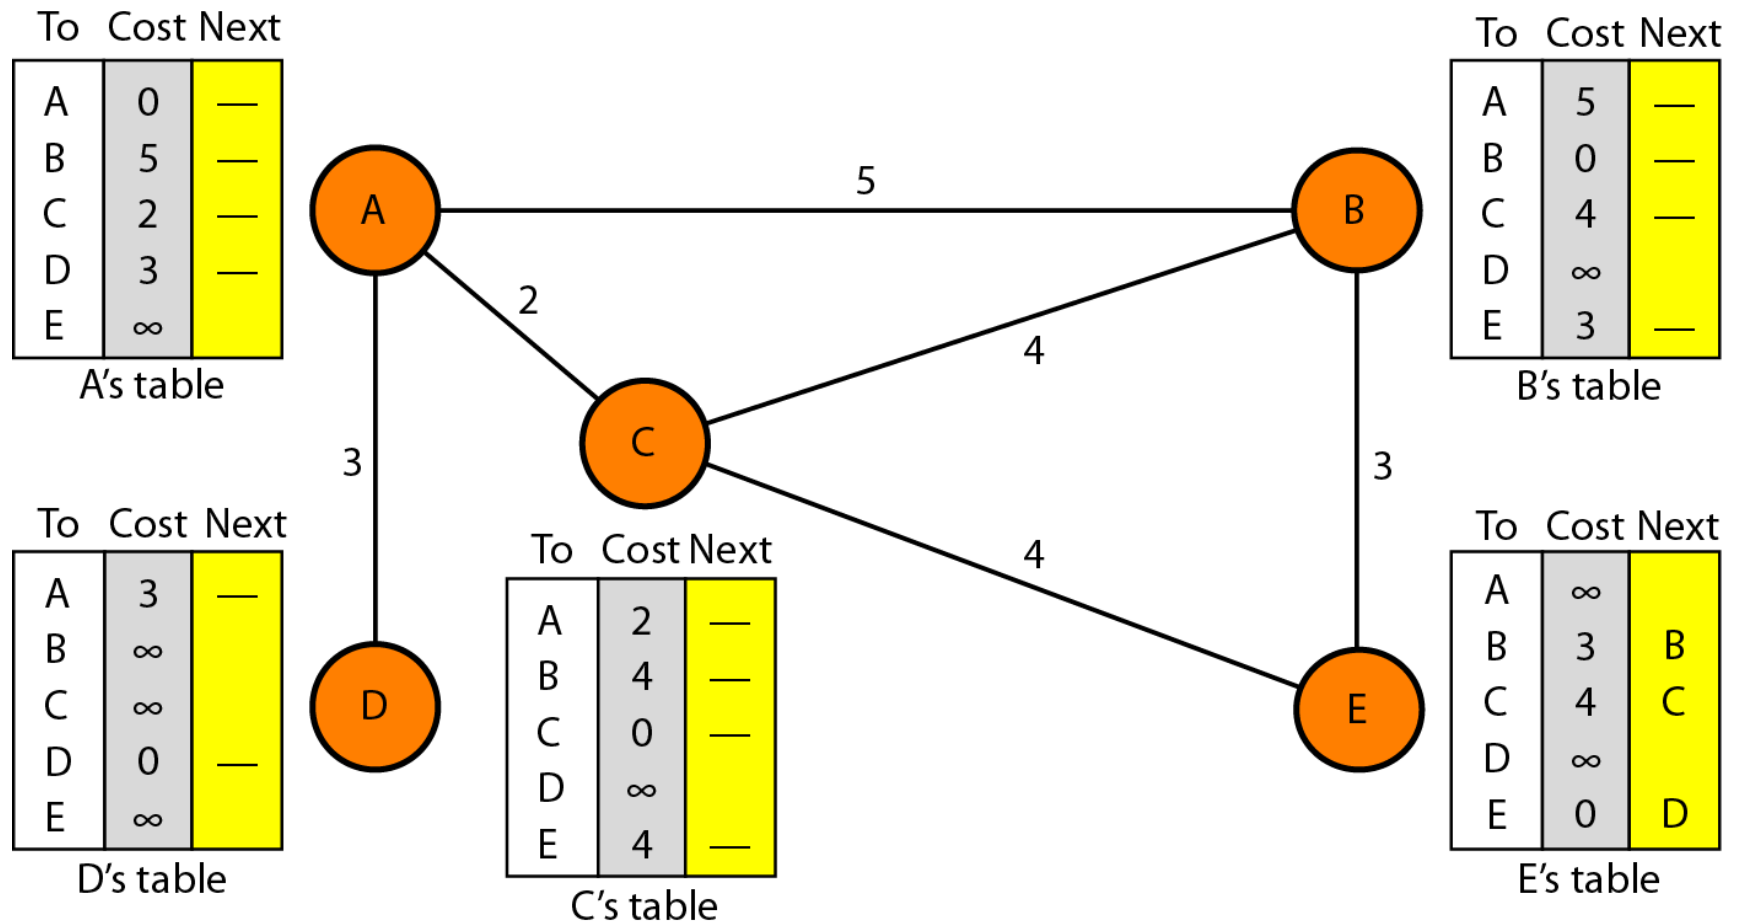 To Cost Next
A 0 —
B 5 —
C 2 —
D 3 —
E ∞
A’s table
To Cost Next
A 5 —
B 0 —
C 4 —
D ∞
E 3 —
B’s table
A
5
B
2
4
C
3
3
4
D
E
To Cost Next
A 3 —
B ∞
C ∞
D 0 —
E ∞
D’s table
To Cost Next
A 2 —
B 4 —
C 0 —
D ∞
E 4 —
C’s table
To Cost Next
A ∞
B 3 B
C 4 C
D ∞
E 0 D
E’s table